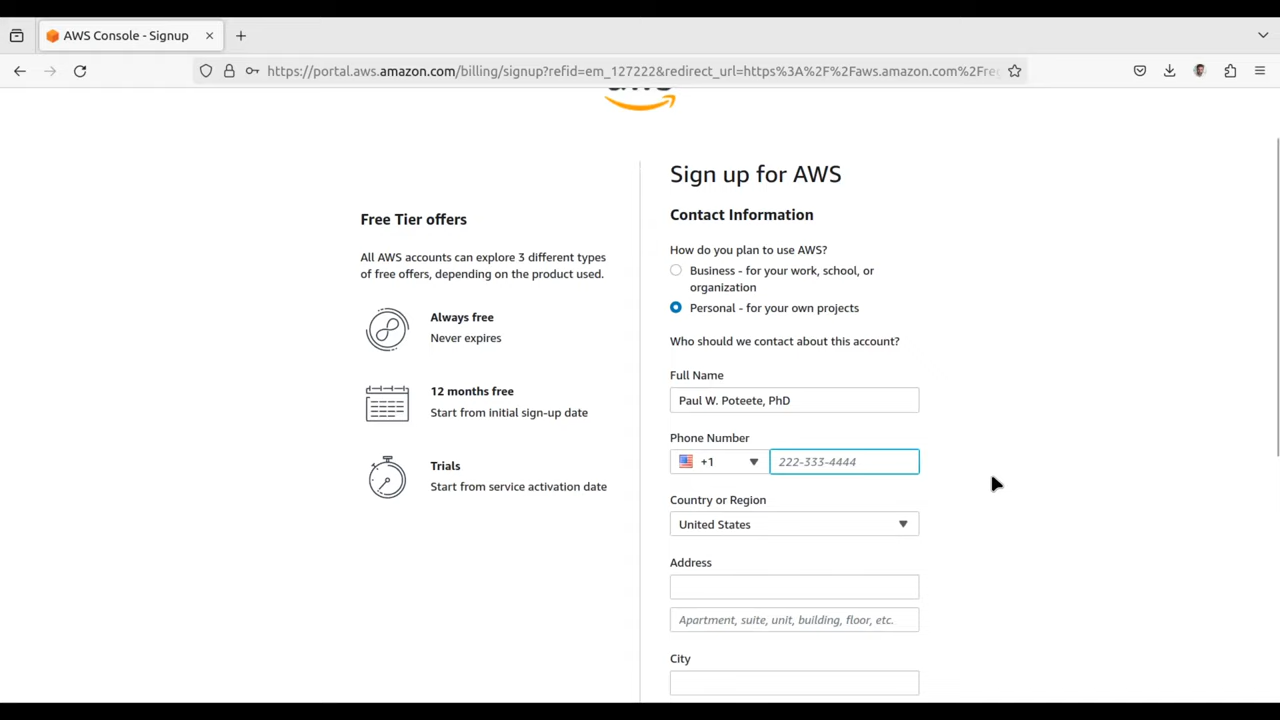 AWS Console - Signup
https://portal.aws.amazon.com/billing/signup?refid=em_127222&redirect_url=https%3A%2F%2Faws.amazon.com%2Fre
aws
Sign up for AWS
Free Tier offers
All AWS accounts can explore 3 different types
of free offers, depending on the product used.
Always free
Never expires
12 months free
Start from initial sign-up date
Trials
Start from service activation date
Contact Information
How do you plan to use AWS?
Business - for your work, school, or
organization
Personal - for your own projects
Who should we contact about this account?
Full Name
Paul W. Poteete, PhD
Phone Number
+1
222-333-4444
Country or Region
United States
Address
Apartment, suite, unit, building, floor, etc.
City